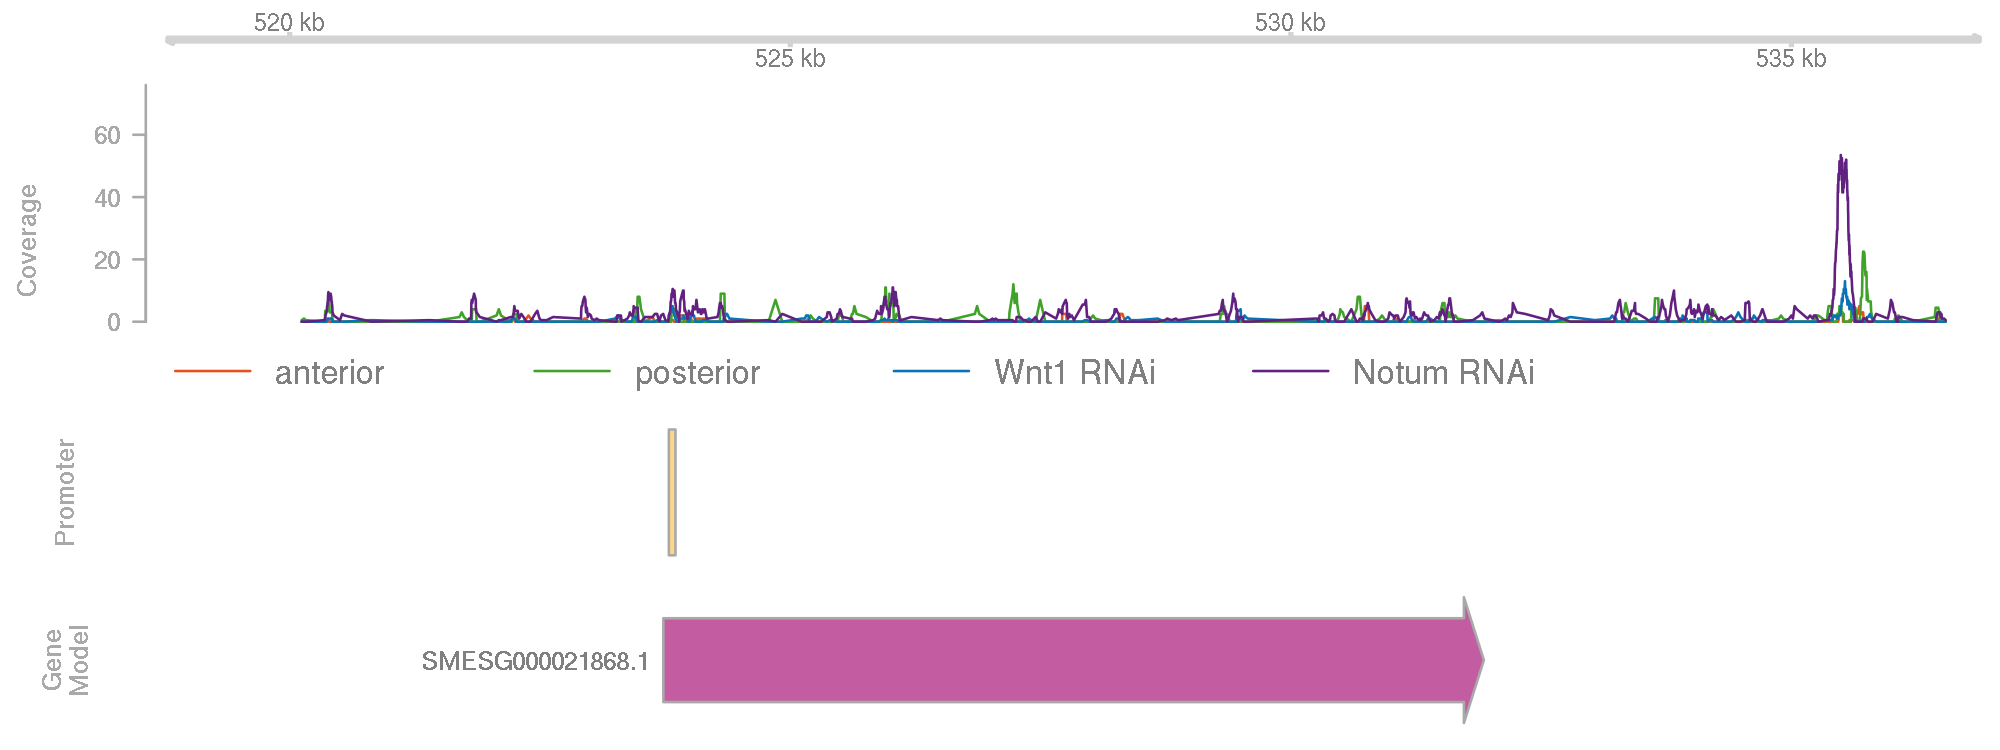 520 kb
530 kb
525 kb
535 kb
Coverage
60
40
20
0
anterior
posterior
Wnt1 RNAi
Notum RNAi
Promoter
Gene
Model
SMESG000021868.1